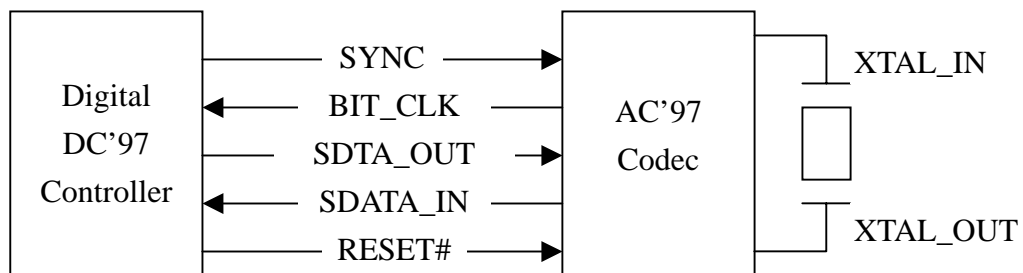 Digital
DC’97
Controller
SYNC
BIT_CLK
SDTA_OUT
SDATA_IN
RESET#
AC’97
Codec
XTAL_IN
XTAL_OUT